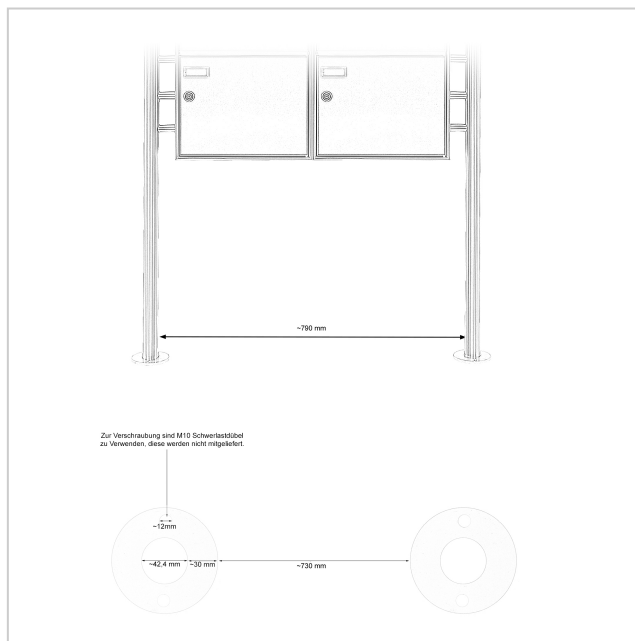 ~790 mm
Zur Verschraubung sind M10 Schwerlastdübel
zu Verwenden, diese werden nicht mitgeliefert.
~12mm
~42,4 mm
~30 mm
~730 mm